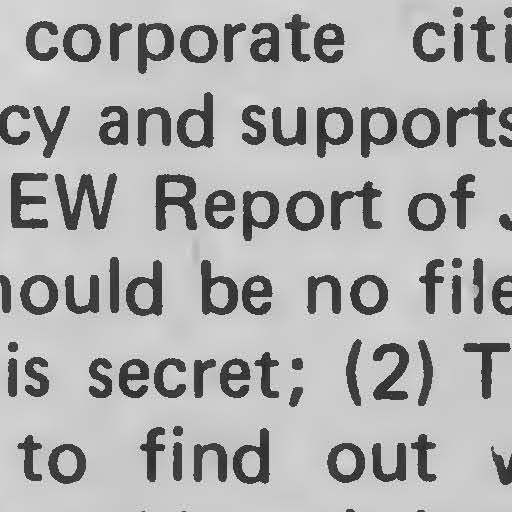 corporate citi
cy and supports
EW Report of J
hould be no file
is secret; (2) T
to find out w